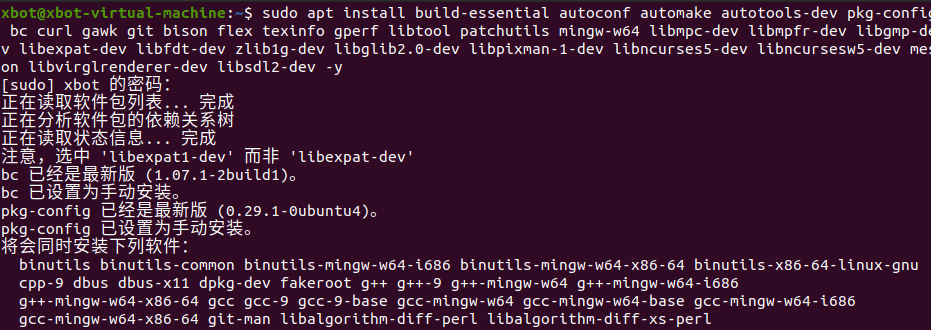 xbot@xbot-virtual-machine:~$ sudo apt install build-essential autoconf automake autotools-dev pkg-config
 bc curl gawk git bison flex texinfo gperf libtool patchutils mingw-w64 libmpc-dev libmpfr-dev libgmp-de
v libexpat-dev libfdt-dev zlib1g-dev libglib2.0-dev libpixman-1-dev libncurses5-dev libncursesw5-dev mes
on libvirglrenderer-dev libsdl2-dev -y
[sudo] xbot 的密码：
正在读取软件包列表... 完成
正在分析软件包的依赖关系树
正在读取状态信息... 完成
注意，选中 'libexpat1-dev' 而非 'libexpat-dev'
bc 已经是最新版 (1.07.1-2build1)。
bc 已设置为手动安装。
pkg-config 已经是最新版 (0.29.1-0ubuntu4)。
pkg-config 已设置为手动安装。
将会同时安装下列软件：
  binutils binutils-common binutils-mingw-w64-i686 binutils-mingw-w64-x86-64 binutils-x86-64-linux-gnu
  cpp-9 dbus dbus-x11 dpkg-dev fakeroot g++ g++-9 g++-mingw-w64 g++-mingw-w64-i686
  g++-mingw-w64-x86-64 gcc gcc-9 gcc-9-base gcc-mingw-w64 gcc-mingw-w64-base gcc-mingw-w64-i686
  gcc-mingw-w64-x86-64 git-man libalgorithm-diff-perl libalgorithm-diff-xs-perl